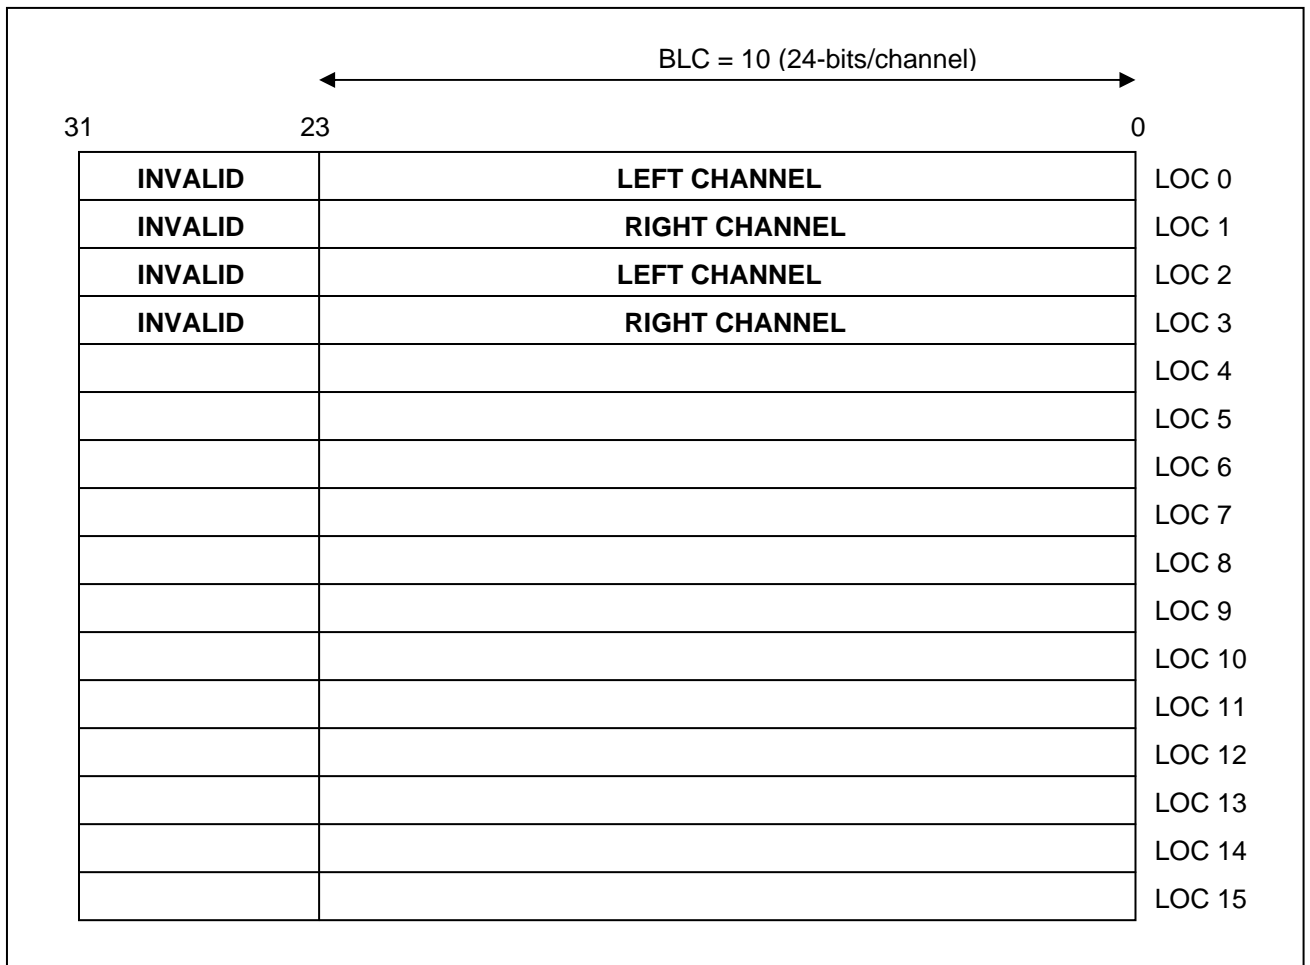 BLC = 10 (24-bits/channel)
31 23 0
INVALID LEFT CHANNEL LOC 0
INVALID RIGHT CHANNEL LOC 1
INVALID LEFT CHANNEL LOC 2
INVALID RIGHT CHANNEL LOC 3
LOC 4
LOC 5
LOC 6
LOC 7
LOC 8
LOC 9
LOC 10
LOC 11
LOC 12
LOC 13
LOC 14
LOC 15